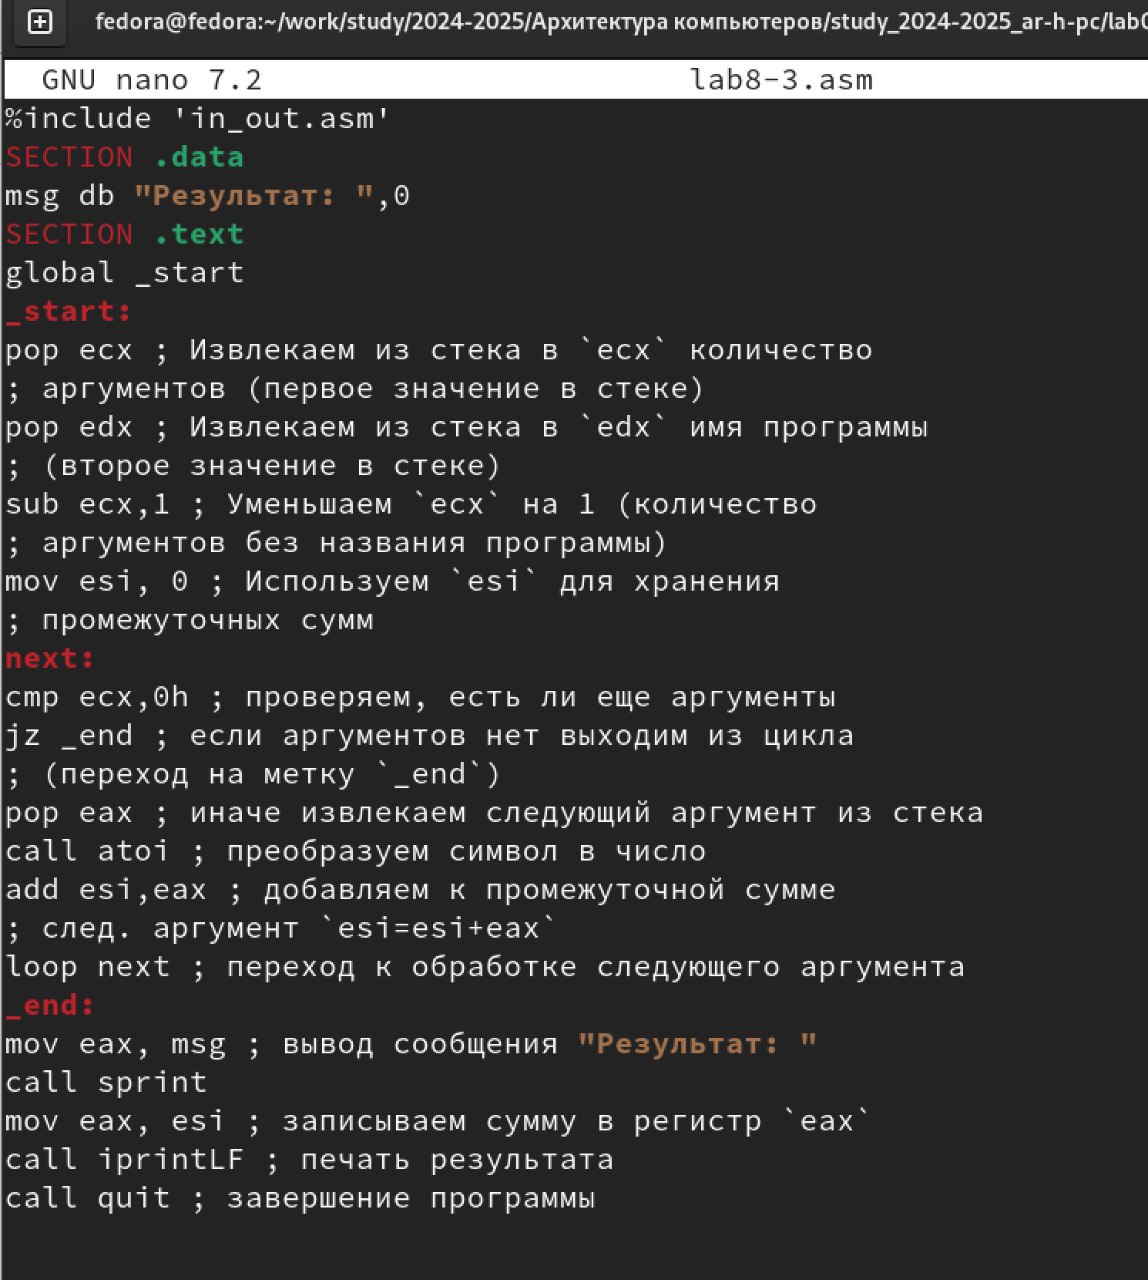 fedora@fedora:~/work/study/2024-2025/Архитектура компьютеров/study_2024-2025_ar-h-pc/lab
GNU nano 7.2 lab8-3.asm
%include 'in_out.asm'
SECTION .data
msg db "Результат: ",0
SECTION .text
global _start
_start:
pop ecx ; Извлекаем из стека в `ecx` количество
; аргументов (первое значение в стеке)
pop edx ; Извлекаем из стека в `edx` имя программы
; (второе значение в стеке)
sub ecx,1 ; Уменьшаем `ecx` на 1 (количество
; аргументов без названия программы)
mov esi, 0 ; Используем `esi` для хранения
; промежуточных сумм
next:
cmp ecx,0h ; проверяем, есть ли еще аргументы
jz _end ; если аргументов нет выходим из цикла
; (переход на метку `_end`)
pop eax ; иначе извлекаем следующий аргумент из стека
call atoi ; преобразуем символ в число
add esi,eax ; добавляем к промежуточной сумме
; след. аргумент `esi=esi+eax`
loop next ; переход к обработке следующего аргумента
_end:
mov eax, msg ; вывод сообщения "Результат: "
call sprint
mov eax, esi ; записываем сумму в регистр `eax`
call iprintLF ; печать результата
call quit ; завершение программы